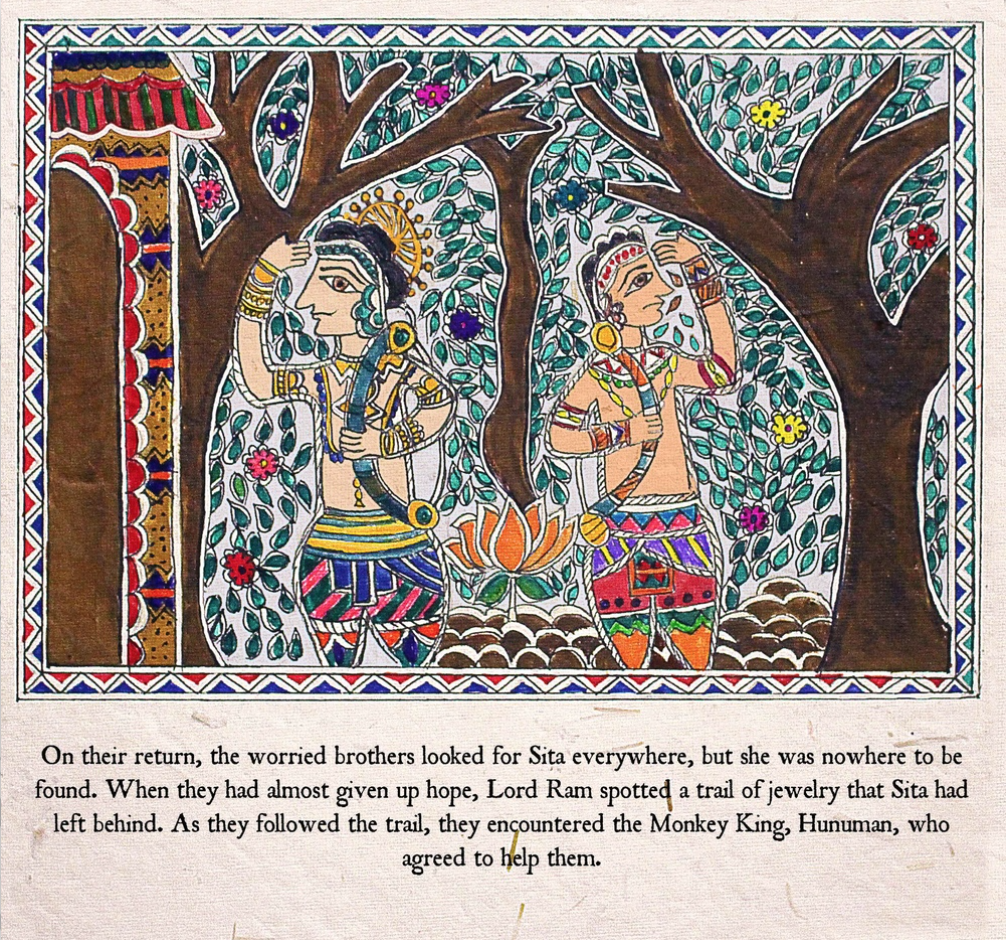 On their return, the worried brothers looked for Sita everywhere, but she was nowhere to be
found. When they had almost given up hope, Lord Ram spotted a trail of jewelry that Sita had
left behind. As they followed the trail, they encountered the Monkey King, Hunuman, who
agreed to help them.